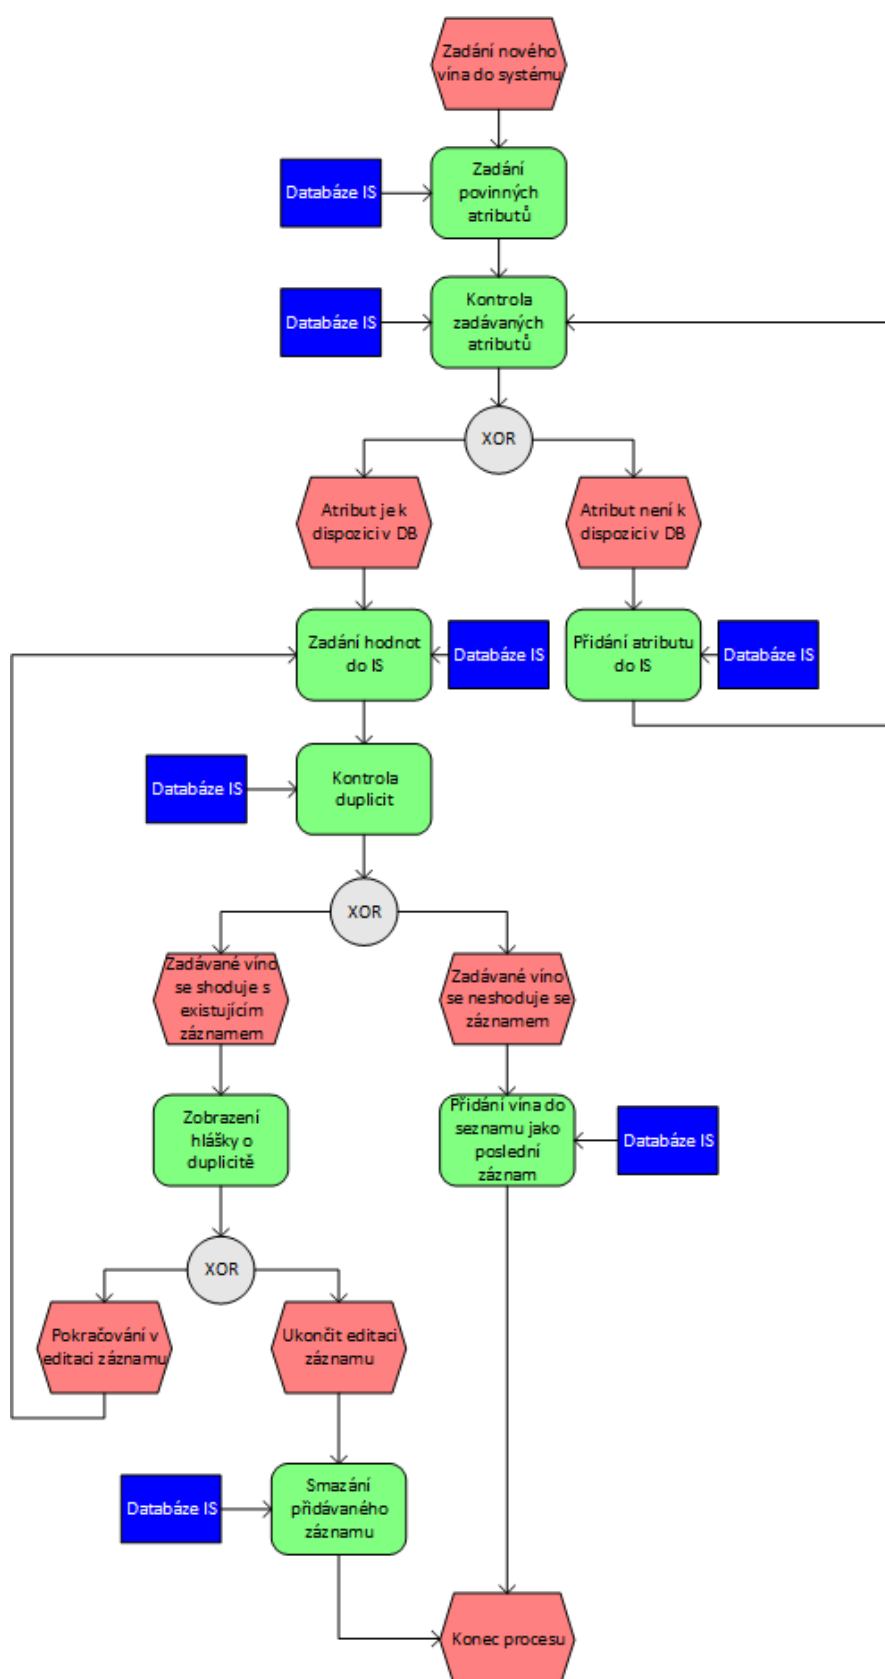 Zadání nového
vína do systému
Databáze IS
Zadání
povinných
atributů
Databáze IS
Kontrola
zadávaných
atributů
XOR
Atribut je k
dispozici v DB
Atribut není k
dispozici v DB
Zadání hodnot
do IS
Databáze IS
Přidání atributu
do IS
Databáze IS
Databáze IS
Kontrola
duplicit
XOR
Zadávané víno
se shoduje s
existujícím
záznamem
Zadávané víno
se neshoduje se
záznamem
Zobrazení
hlášky o
duplicitě
Přidání vína do
seznamu jako
poslední
záznam
Databáze IS
XOR
Pokračování v
editaci záznamu
Ukončit editaci
záznamu
Databáze IS
Smazání
přidávaného
záznamu
Konec procesu